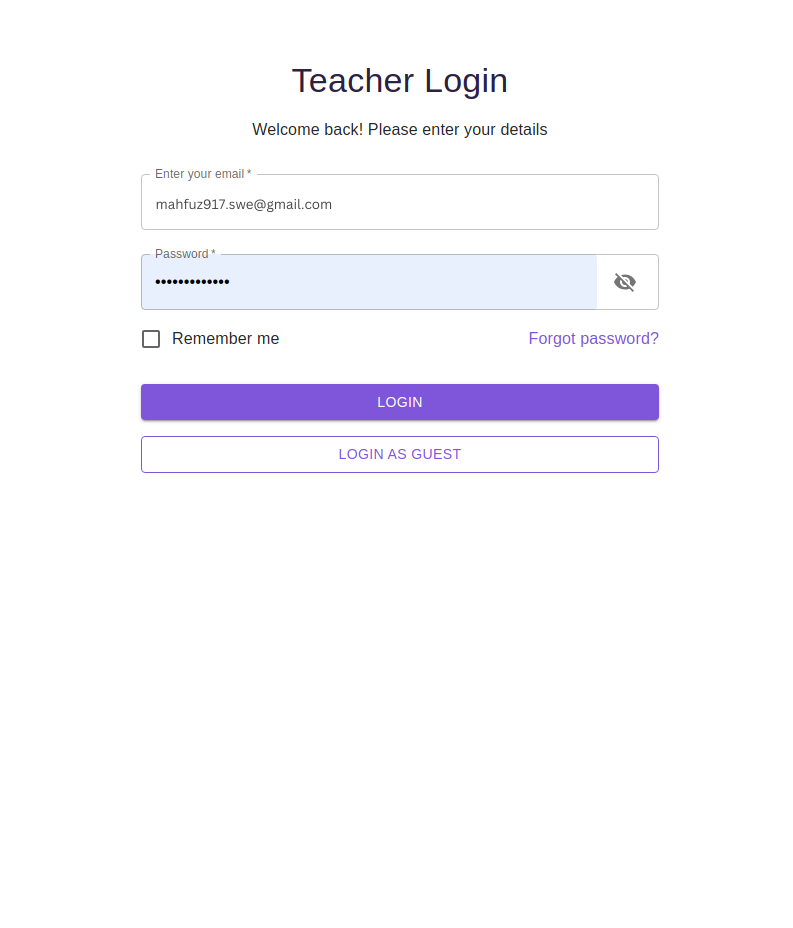 Teacher Login
Welcome back! Please enter your details
Enter your email *
mahfuz917.swe@gmail.com
Password *
•••••••••••••
Remember me
Forgot password?
LOGIN
LOGIN AS GUEST